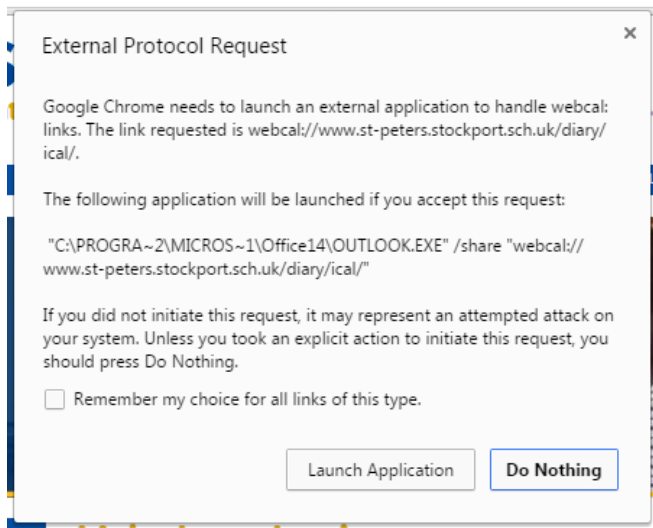 External Protocol Request
Google Chrome needs to launch an external application to handle webcal:
links. The link requested is webcal://www.st-peters.stockport.sch.uk/diary/
ical/.
The following application will be launched if you accept this request:
"C:\PROGRA~2\MICROS~1\Office14\OUTLOOK.EXE" /share "webcal://
www.st-peters.stockport.sch.uk/diary/ical/"
If you did not initiate this request, it may represent an attempted attack on
your system. Unless you took an explicit action to initiate this request, you
should press Do Nothing.
Remember my choice for all links of this type.
Launch Application
Do Nothing